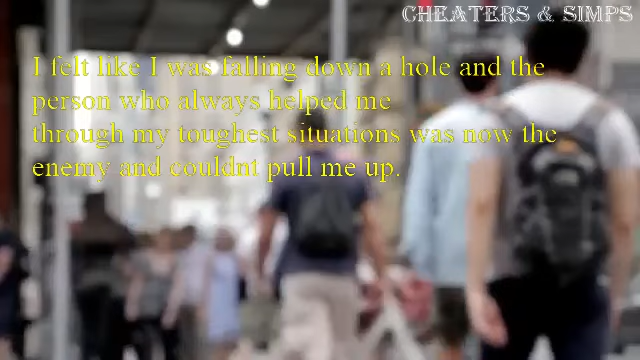 CHEATERS & SIMPS
I felt like I was falling down a hole and the
person who always helped me
through my toughest situations was now the
enemy and couldnt pull me up.